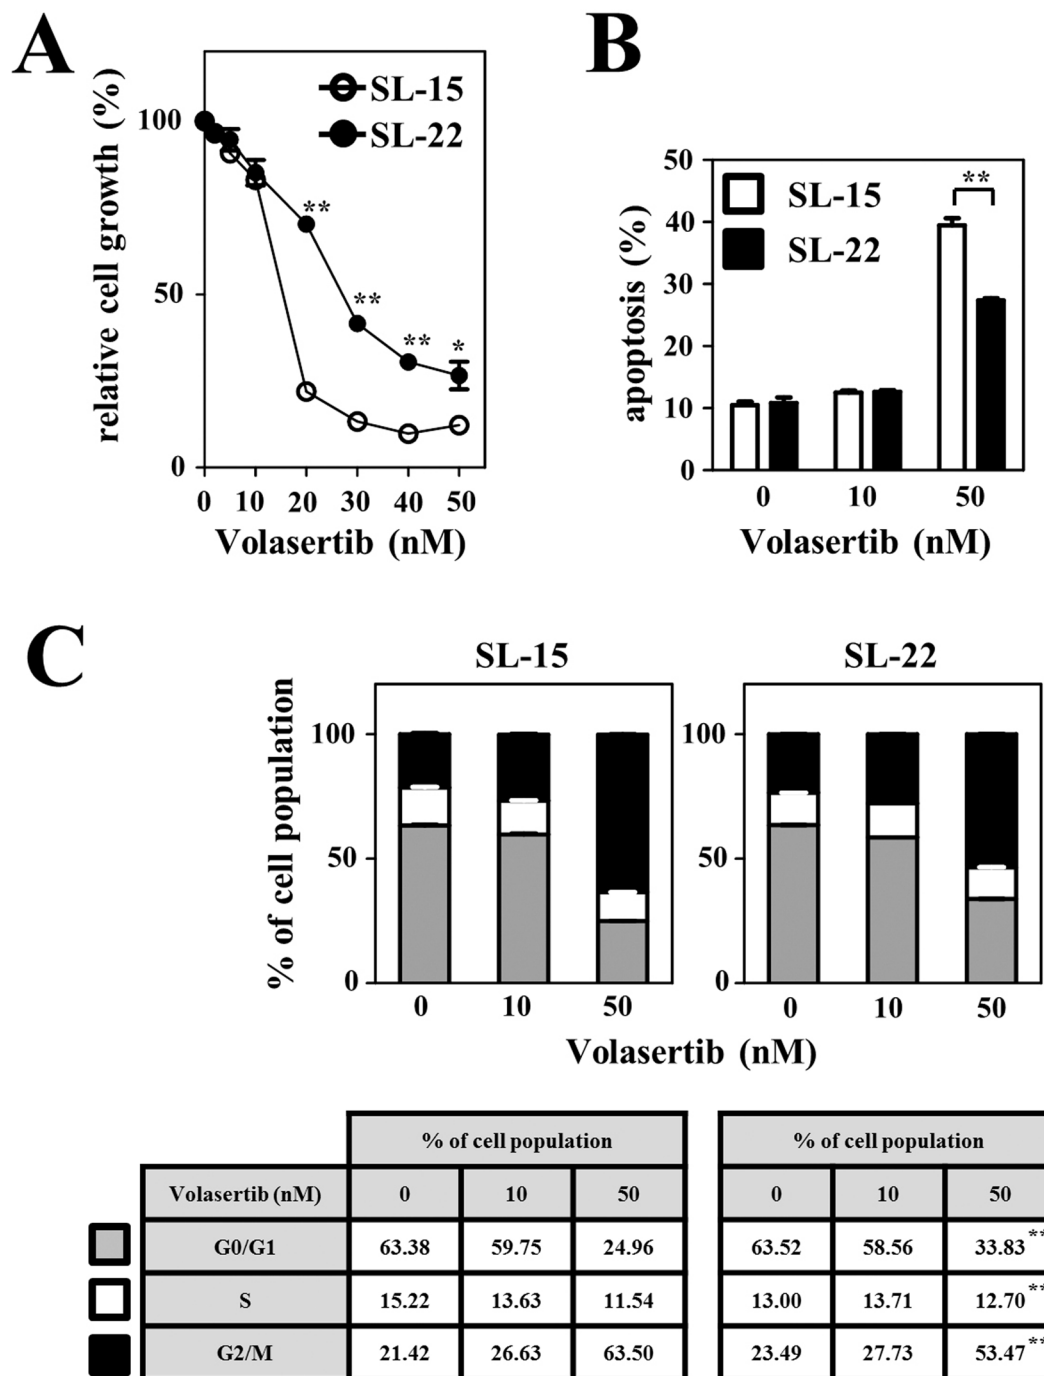 A
relative cell growth (%)
100
50
0
SL-15
SL-22
**
**
**
*
0 10 20 30 40 50
Volasertib (nM)
B
apoptosis (%)
50
40
30
20
10
0
SL-15
SL-22
**
0 10 50
Volasertib (nM)
C
% of cell population
SL-15
100
50
0
0 10 50
SL-22
100
50
0
0 10 50
Volasertib (nM)
% of cell population % of cell population
Volasertib (nM) 0 10 50 0 10 50
G0/G1 63.38 59.75 24.96 63.52 58.56 33.83**
S 15.22 13.63 11.54 13.00 13.71 12.70**
G2/M 21.42 26.63 63.50 23.49 27.73 53.47**